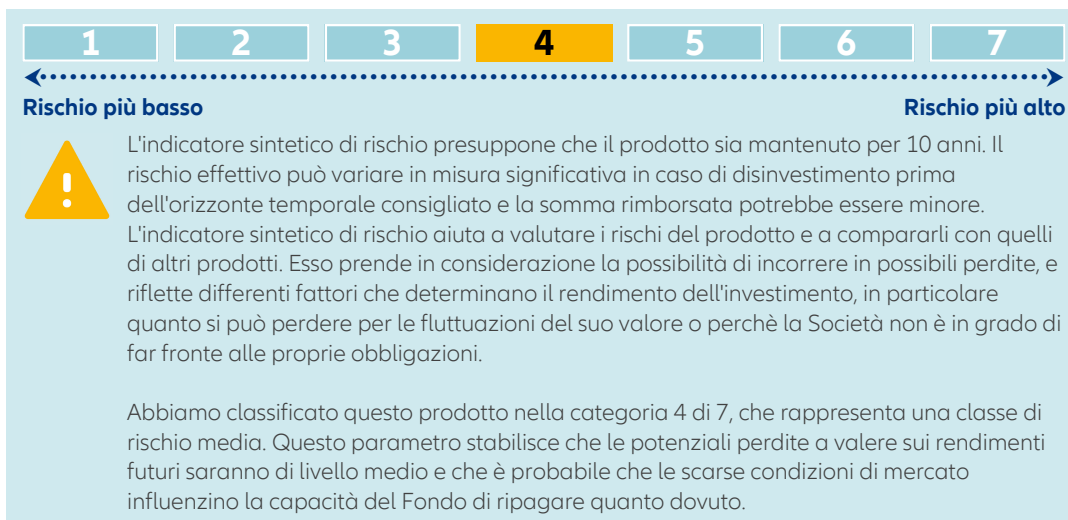 1 2 3 4 5 6 7
Rischio più basso Rischio più alto
L'indicatore sintetico di rischio presuppone che il prodotto sia mantenuto per 10 anni. Il
rischio effettivo può variare in misura significativa in caso di disinvestimento prima
dell'orizzonte temporale consigliato e la somma rimborsata potrebbe essere minore.
L'indicatore sintetico di rischio aiuta a valutare i rischi del prodotto e a compararli con quelli
di altri prodotti. Esso prende in considerazione la possibilità di incorrere in possibili perdite, e
riflette differenti fattori che determinano il rendimento dell'investimento, in particolare
quanto si può perdere per le fluttuazioni del suo valore o perchè la Società non è in grado di
far fronte alle proprie obbligazioni.
Abbiamo classificato questo prodotto nella categoria 4 di 7, che rappresenta una classe di
rischio media. Questo parametro stabilisce che le potenziali perdite a valere sui rendimenti
futuri saranno di livello medio e che è probabile che le scarse condizioni di mercato
influenzino la capacità del Fondo di ripagare quanto dovuto.